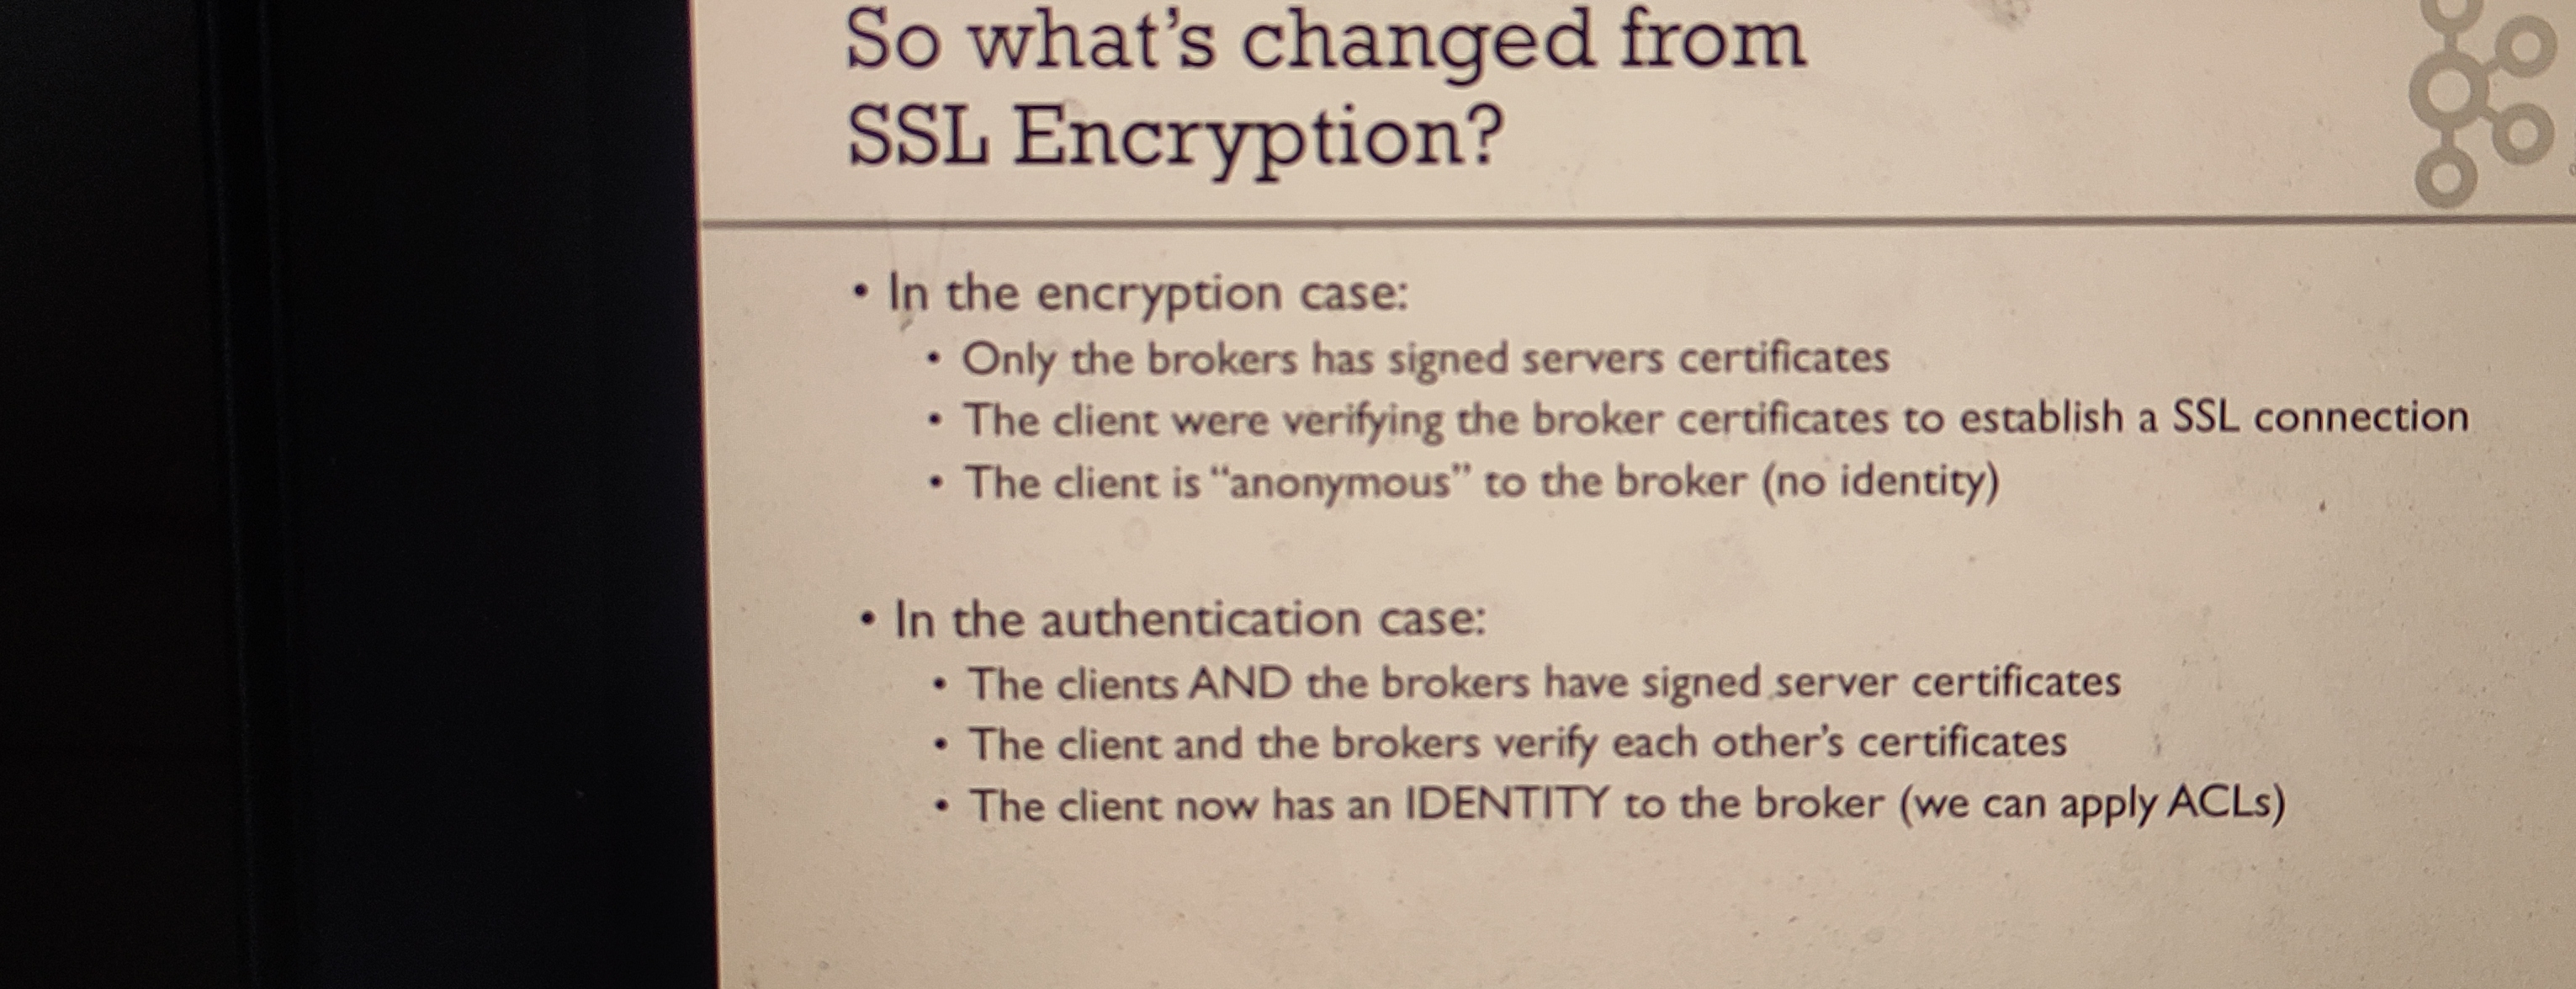 So what's changed from
SSL Encryption?
• In the encryption case:
• Only the brokers has signed servers certificates
• The client were verifying the broker certificates to establish a SSL connection
• The client is “anonymous” to the broker (no identity)
• In the authentication case:
• The clients AND the brokers have signed server certificates
• The client and the brokers verify each other's certificates
• The client now has an IDENTITY to the broker (we can apply ACLs)